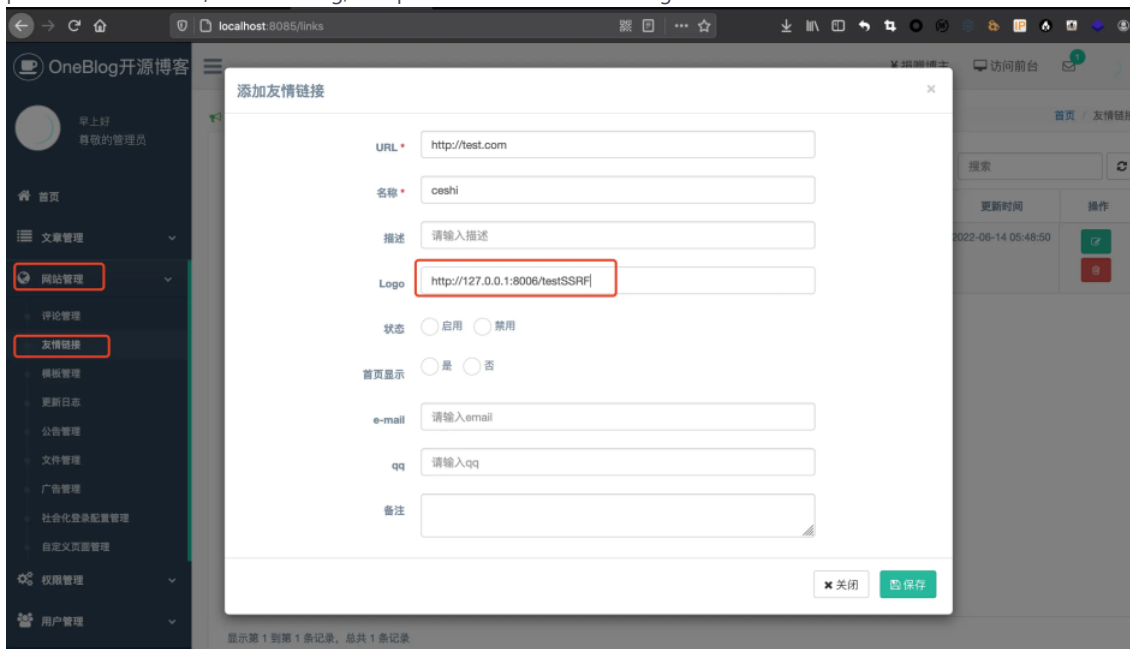 localhost:8085/links
OneBlog开源博客
¥捐赠博主
访问前台
1
添加友情链接
×
早上好
尊敬的管理员
首页 / 友情链接
URL *
http://test.com
搜索
名称 *
ceshi
首页
更新时间
操作
描述
请输入描述
文章管理
2022-06-14 05:48:50
网站管理
Logo
http://127.0.0.1:8006/testSSRF
评论管理
状态
启用
禁用
友情链接
首页显示
是
否
模板管理
更新日志
e-mail
请输入email
公告管理
文件管理
qq
请输入qq
广告管理
备注
社会化登录配置管理
自定义页面管理
权限管理
关闭
保存
用户管理
显示第 1 到第 1 条记录，总共 1 条记录